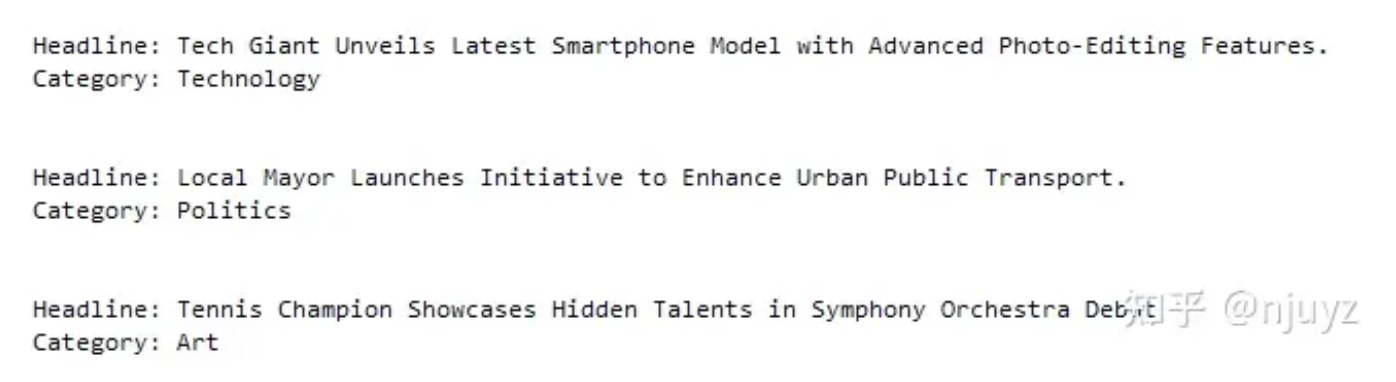 Headline: Tech Giant Unveils Latest Smartphone Model with Advanced Photo-Editing Features.
Category: Technology
Headline: Local Mayor Launches Initiative to Enhance Urban Public Transport.
Category: Politics
Headline: Tennis Champion Showcases Hidden Talents in Symphony Orchestra Debut
Category: Art
知乎 @njuyz